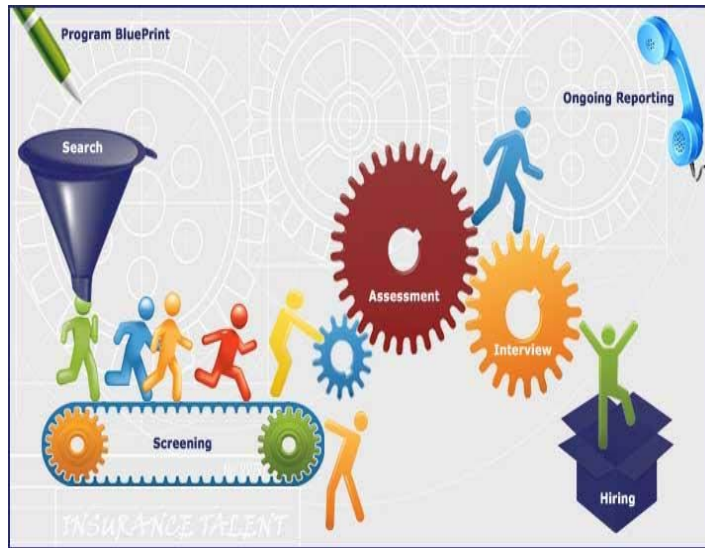 Program BluePrint
Search
Ongoing Reporting
Assessment
Interview
Screening
Hiring
INSURANCE TALENT